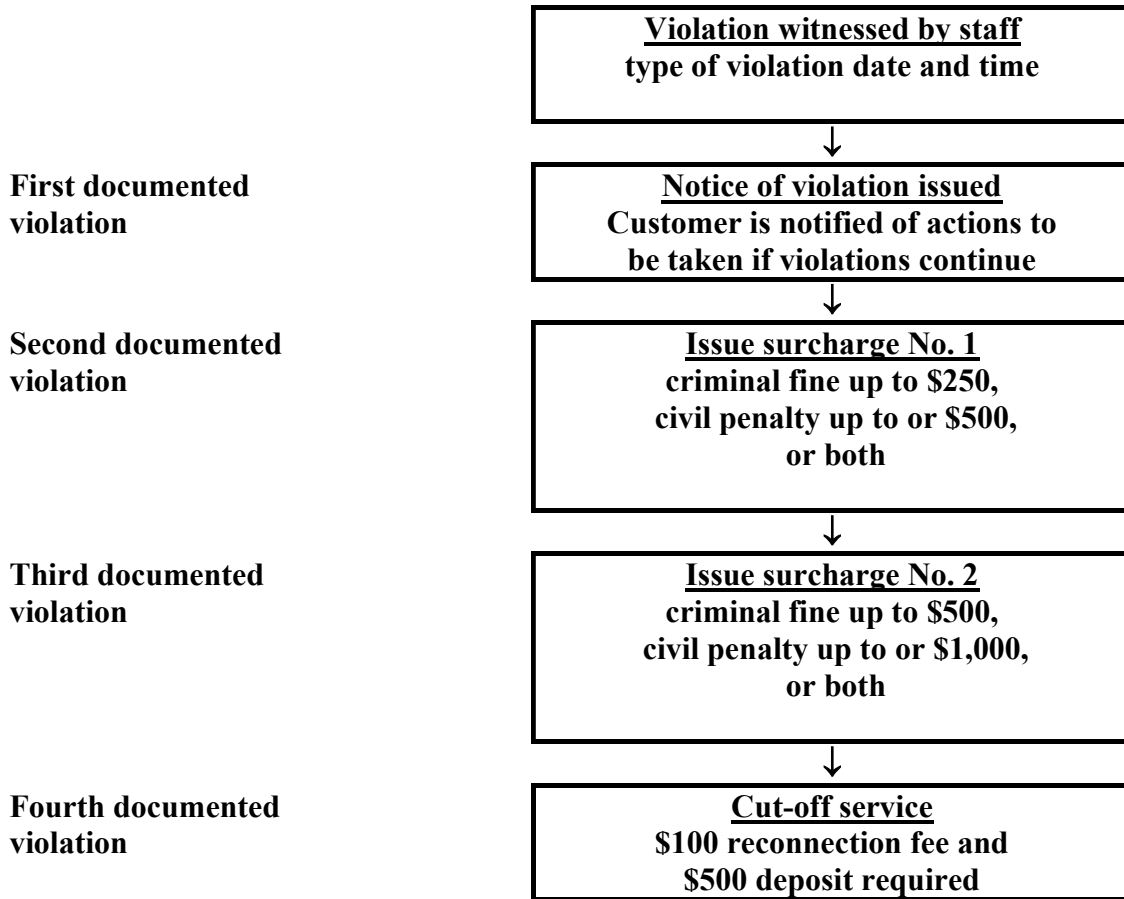 Violation witnessed by staff
type of violation date and time
↓
First documented
violation
Notice of violation issued
Customer is notified of actions to
be taken if violations continue
↓
Second documented
violation
Issue surcharge No. 1
criminal fine up to $250,
civil penalty up to or $500,
or both
↓
Third documented
violation
Issue surcharge No. 2
criminal fine up to $500,
civil penalty up to or $1,000,
or both
↓
Fourth documented
violation
Cut-off service
$100 reconnection fee and
$500 deposit required